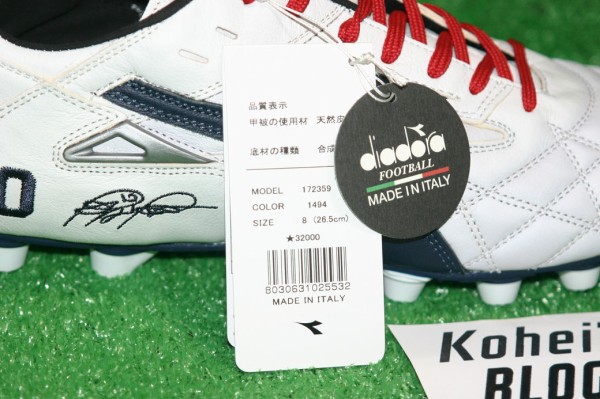 品質表示
甲被の使用材 天然皮
底材の種類 合成
MODEL 172359
COLOR 1494
SIZE 8 (26.5cm)
★32000
8030631025532
MADE IN ITALY
diadora
FOOTBALL
MADE IN ITALY
Kohei
BLOG